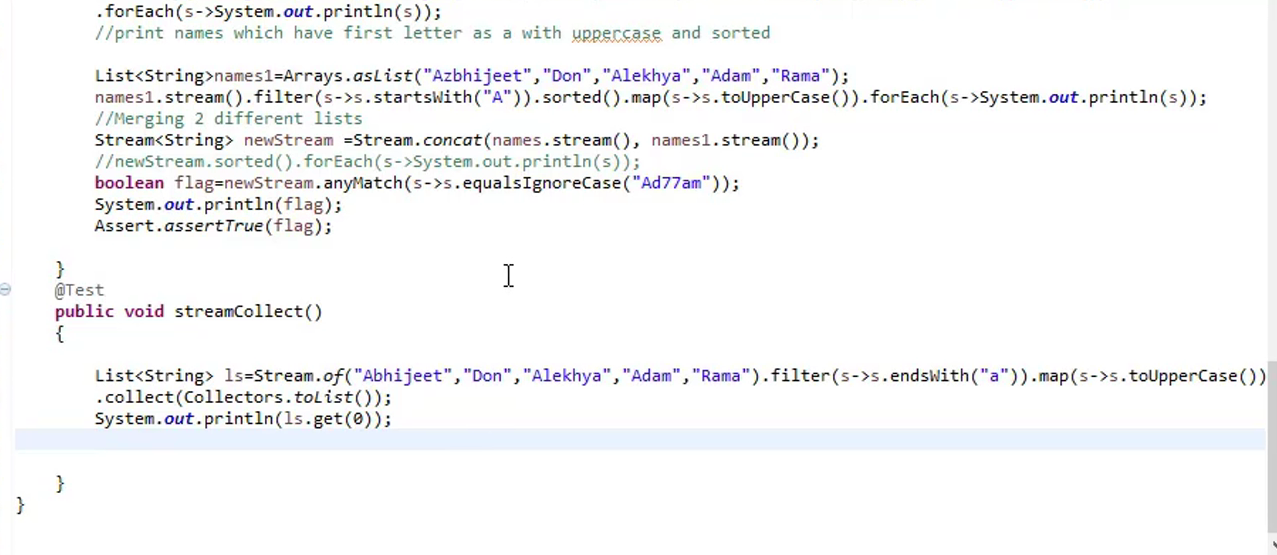 .forEach(s->System.out.println(s));
//print names which have first letter as a with uppercase and sorted
List<String>names1=Arrays.asList("Azbhijeet","Don","Alekhya","Adam","Rama");
names1.stream().filter(s->s.startsWith("A")).sorted().map(s->s.toUpperCase()).forEach(s->System.out.println(s));
//Merging 2 different lists
Stream<String> newStream =Stream.concat(names.stream(), names1.stream());
//newStream.sorted().forEach(s->System.out.println(s));
boolean flag=newStream.anyMatch(s->s.equalsIgnoreCase("Ad77am"));
System.out.println(flag);
Assert.assertTrue(flag);
}
@Test
public void streamCollect()
{
List<String> ls=Stream.of("Abhijeet","Don","Alekhya","Adam","Rama").filter(s->s.endsWith("a")).map(s->s.toUpperCase())
.collect(Collectors.toList());
System.out.println(ls.get(0));
}
}